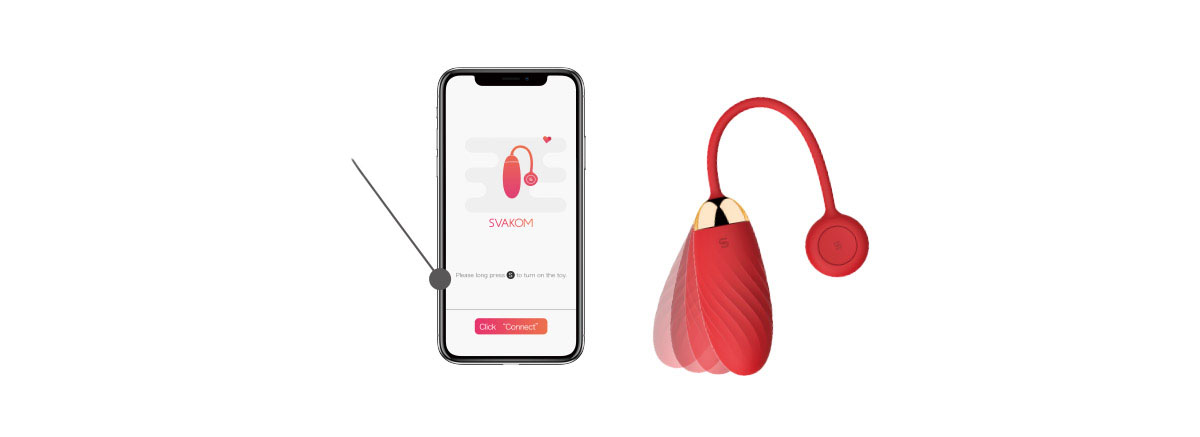 SVAKOM
Please long press S to turn on the toy.
Click "Connect"
S
S